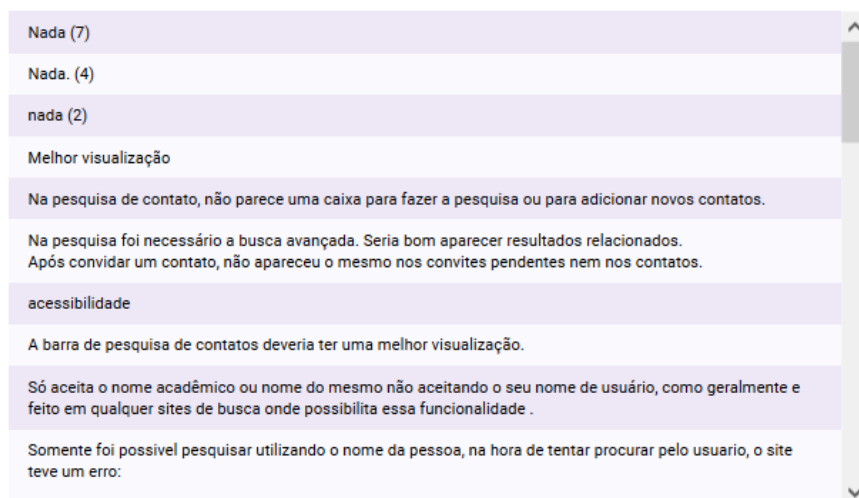 Nada (7)
Nada. (4)
nada (2)
Melhor visualização
Na pesquisa de contato, não parece uma caixa para fazer a pesquisa ou para adicionar novos contatos.
Na pesquisa foi necessário a busca avançada. Seria bom aparecer resultados relacionados.
Após convidar um contato, não apareceu o mesmo nos convites pendentes nem nos contatos.
acessibilidade
A barra de pesquisa de contatos deveria ter uma melhor visualização.
Só aceita o nome acadêmico ou nome do mesmo não aceitando o seu nome de usuário, como geralmente e
feito em qualquer sites de busca onde possibilita essa funcionalidade .
Somente foi possivel pesquisar utilizando o nome da pessoa, na hora de tentar procurar pelo usuario, o site
teve um erro: